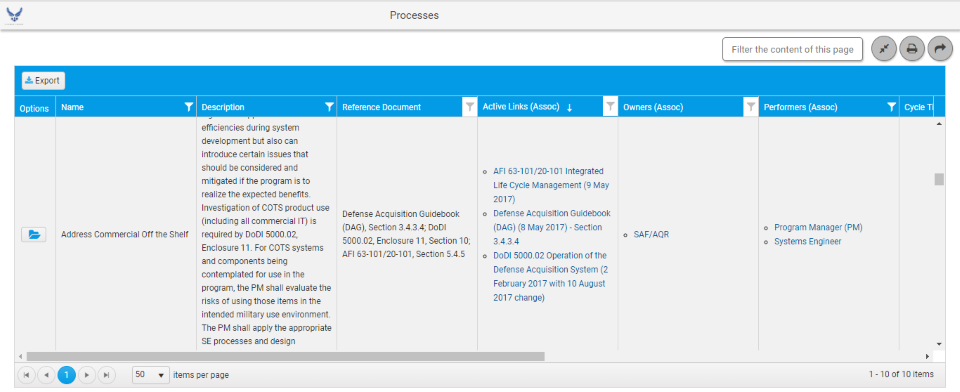 Processes
Filter the content of this page
Export
Options
Name
Description
Reference Document
Active Links (Assoc) ↓
Owners (Assoc)
Performers (Assoc)
Cycle Ti
efficiencies during system
development but also can
introduce certain issues that
should be considered and
mitigated if the program is to
realize the expected benefits.
Investigation of COTS product use
(including all commercial IT) is
required by DoDI 5000.02,
Enclosure 11. For COTS systems
and components being
contemplated for use in the
program, the PM shall evaluate the
risks of using those items in the
intended military use environment.
The PM shall apply the appropriate
SE processes and design
Address Commercial Off the Shelf
Defense Acquisition Guidebook
(DAG), Section 3.4.3.4; DoDI
5000.02, Enclosure 11, Section 10;
AFI 63-101/20-101, Section 5.4.5
AFI 63-101/20-101 Integrated
Life Cycle Management (9 May
2017)
Defense Acquisition Guidebook
(DAG) (8 May 2017) - Section
3.4.3.4
DoDI 5000.02 Operation of the
Defense Acquisition System (2
February 2017 with 10 August
2017 change)
SAF/AQR
Program Manager (PM)
Systems Engineer
1
50
items per page
1 - 10 of 10 items